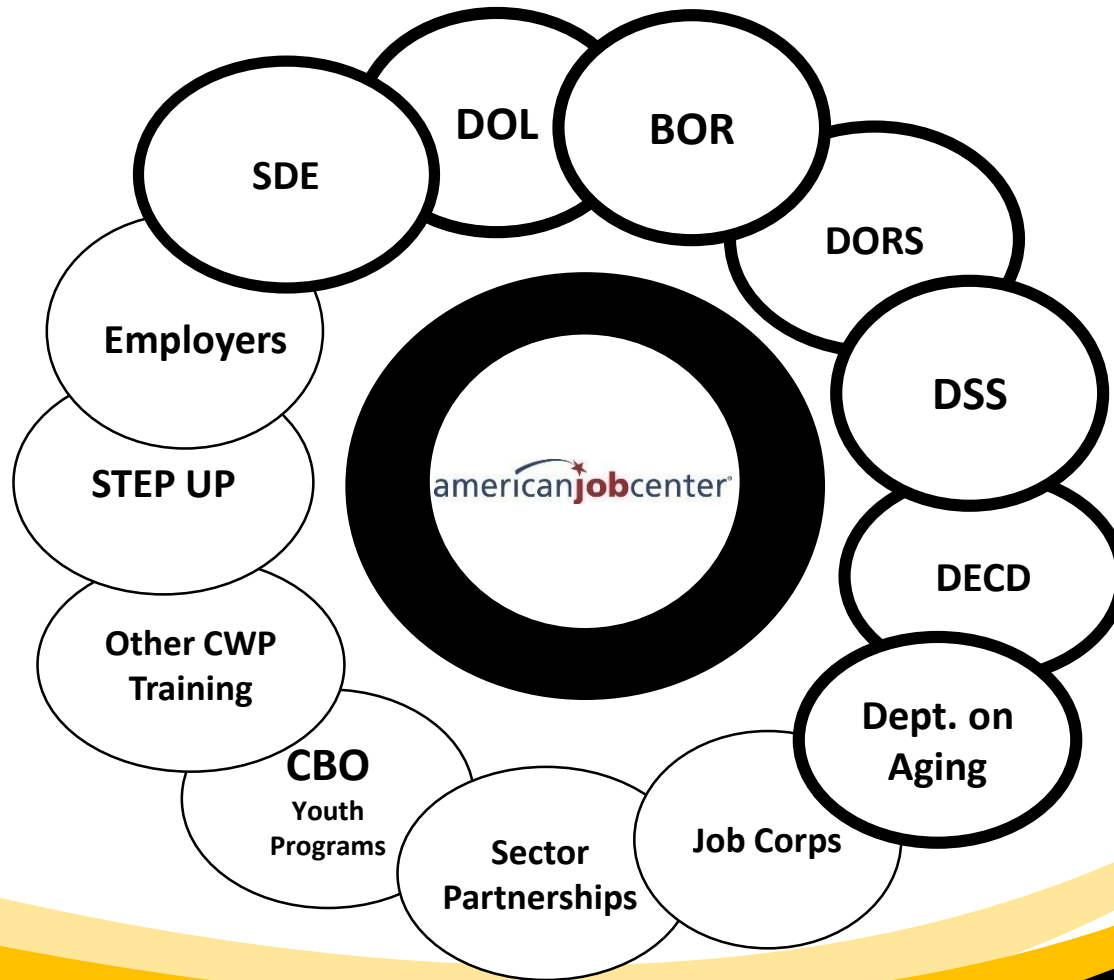 DOL
BOR
SDE
DORS
Employers
DSS
STEP UP
americanjobcenter®
DECD
Other CWP
Training
Dept. on
Aging
CBO
Youth
Programs
Sector
Partnerships
Job Corps